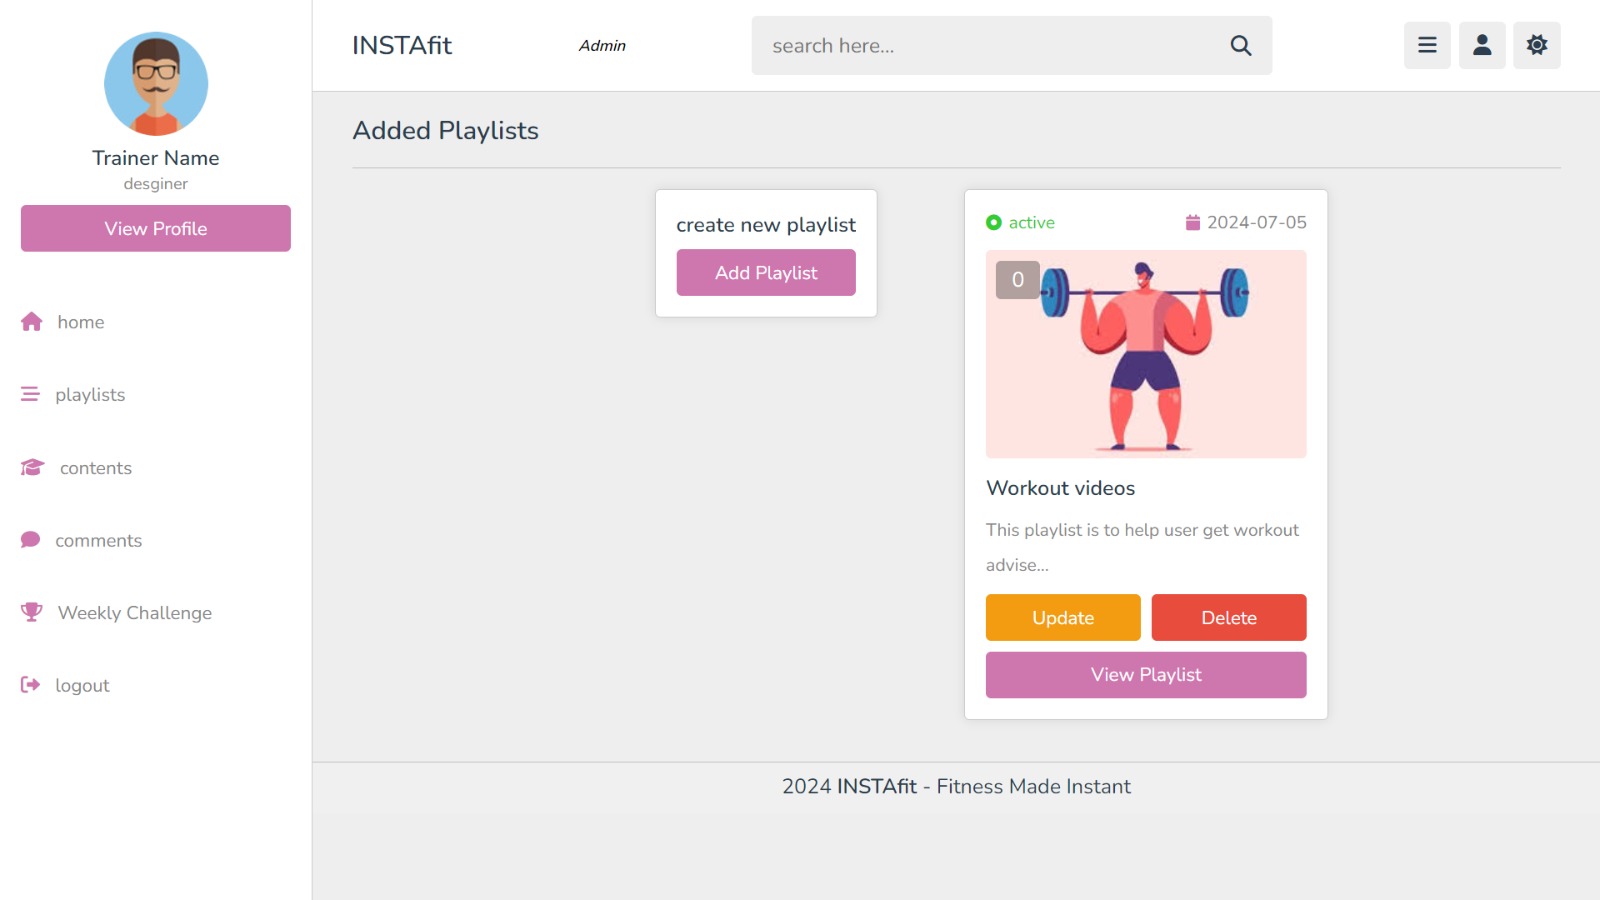 Trainer Name
desginer
View Profile
home
playlists
contents
comments
Weekly Challenge
logout
INSTAfit
Admin
search here...
Added Playlists
create new playlist
Add Playlist
active
2024-07-05
0
Workout videos
This playlist is to help user get workout
advise...
Update
Delete
View Playlist
2024 INSTAfit - Fitness Made Instant